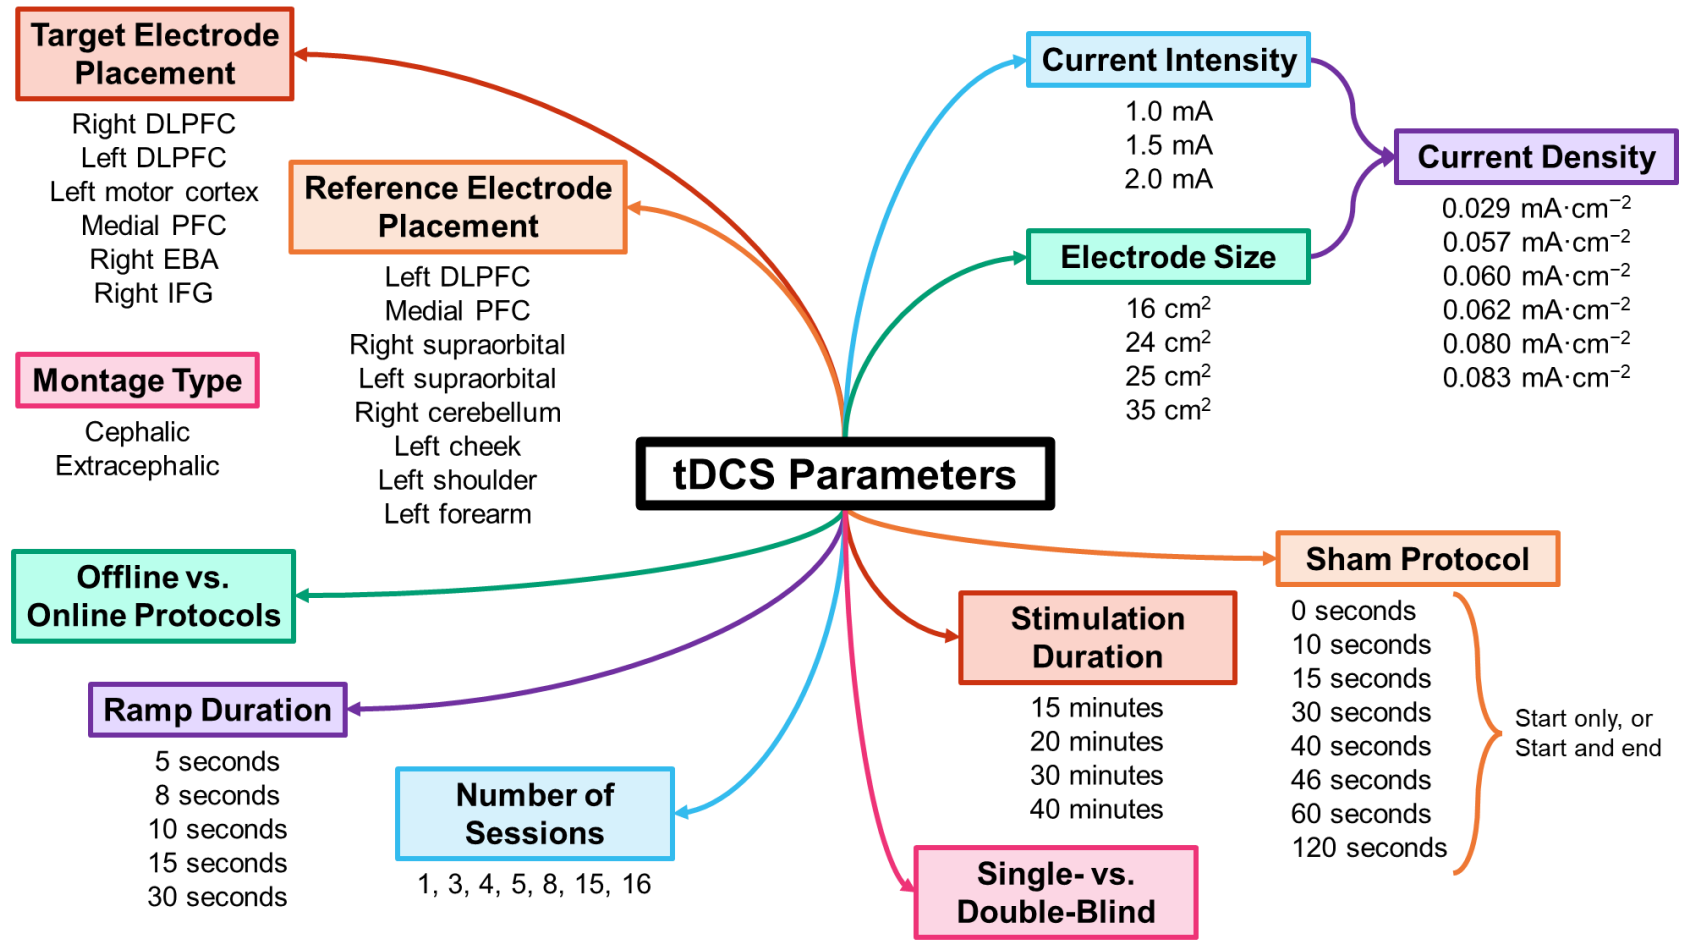 Target Electrode
Placement
Right DLPFC
Left DLPFC
Left motor cortex
Medial PFC
Right EBA
Right IFG
Reference Electrode
Placement
Left DLPFC
Medial PFC
Right supraorbital
Left supraorbital
Right cerebellum
Left cheek
Left shoulder
Left forearm
Montage Type
Cephalic
Extracephalic
Current Intensity
1.0 mA
1.5 mA
2.0 mA
Electrode Size
16 cm²
24 cm²
25 cm²
35 cm²
Current Density
0.029 mA·cm⁻²
0.057 mA·cm⁻²
0.060 mA·cm⁻²
0.062 mA·cm⁻²
0.080 mA·cm⁻²
0.083 mA·cm⁻²
tDCS Parameters
Offline vs.
Online Protocols
Ramp Duration
5 seconds
8 seconds
10 seconds
15 seconds
30 seconds
Number of
Sessions
1, 3, 4, 5, 8, 15, 16
Stimulation
Duration
15 minutes
20 minutes
30 minutes
40 minutes
Single- vs.
Double-Blind
Sham Protocol
0 seconds
10 seconds
15 seconds
30 seconds
40 seconds
46 seconds
60 seconds
120 seconds
Start only, or
Start and end